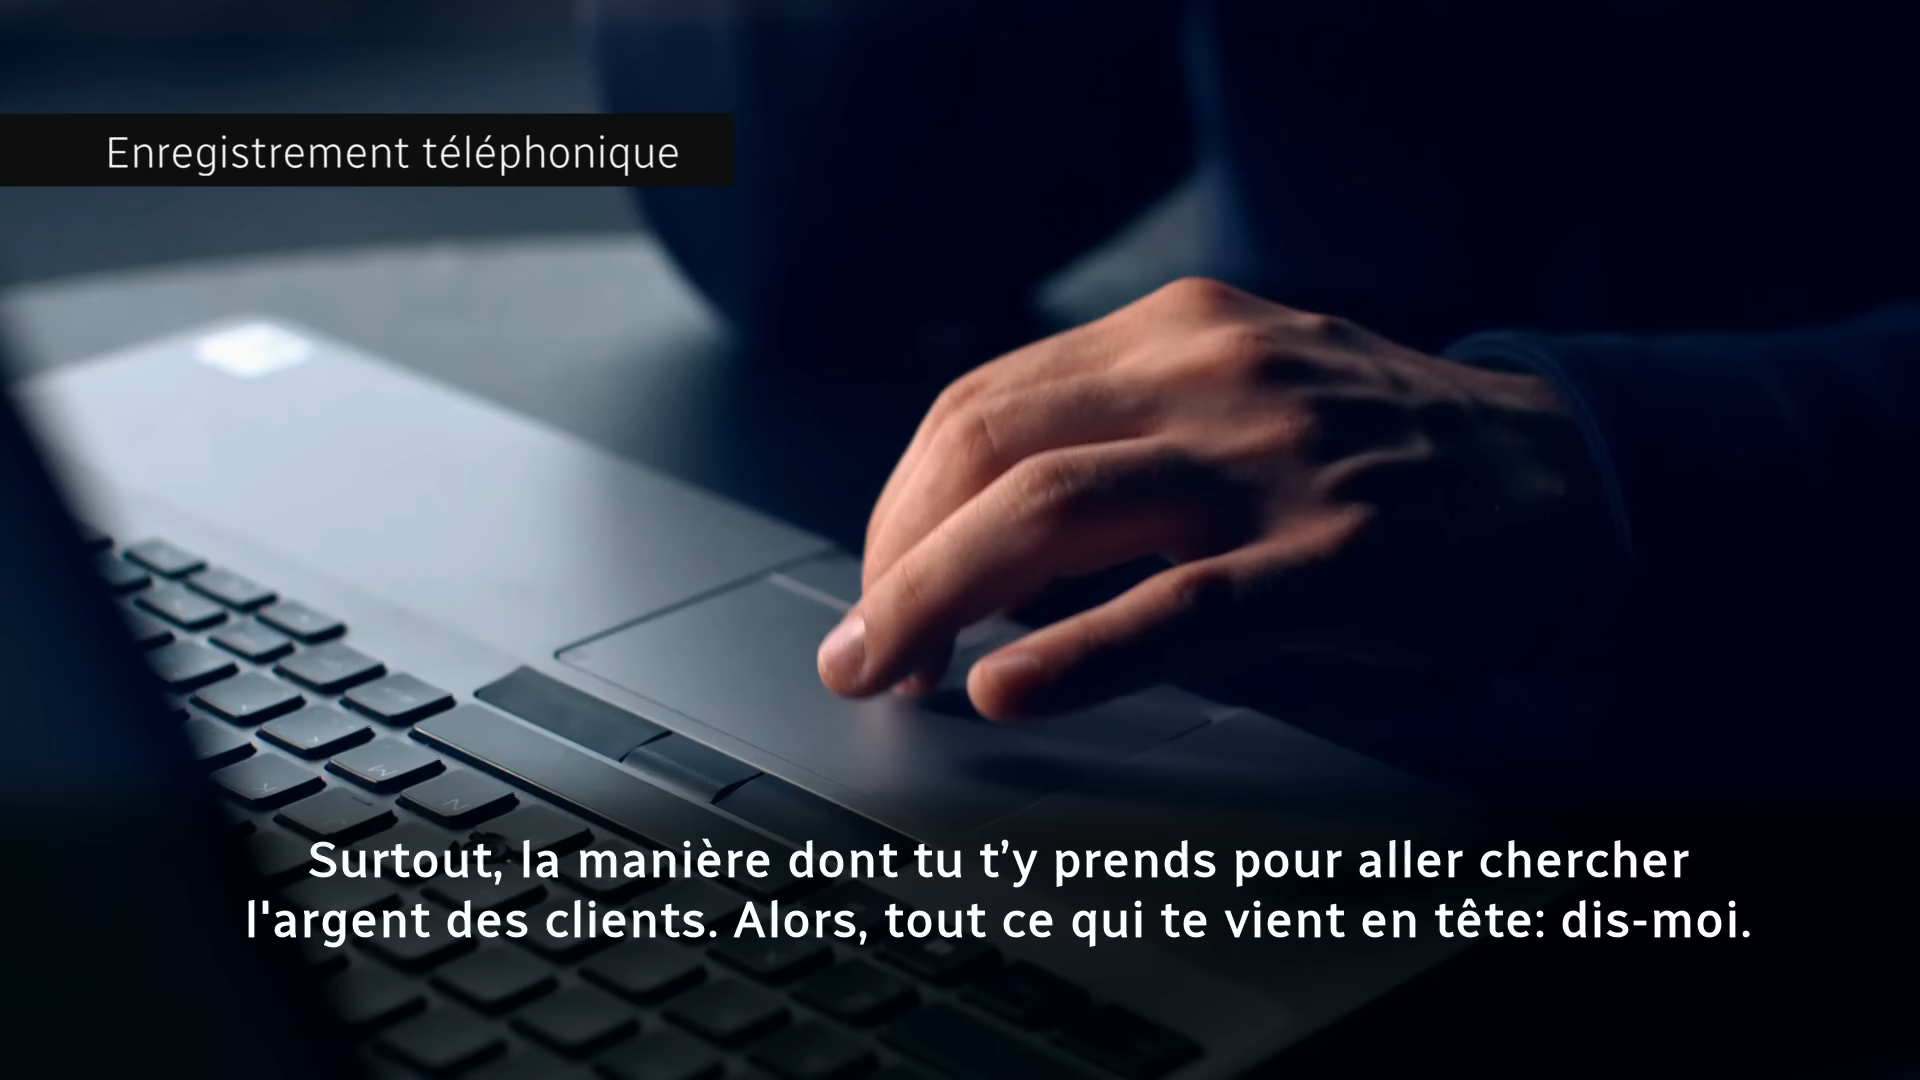 Enregistrement téléphonique
Surtout, la manière dont tu t’y prends pour aller chercher
l'argent des clients. Alors, tout ce qui te vient en tête: dis-moi.